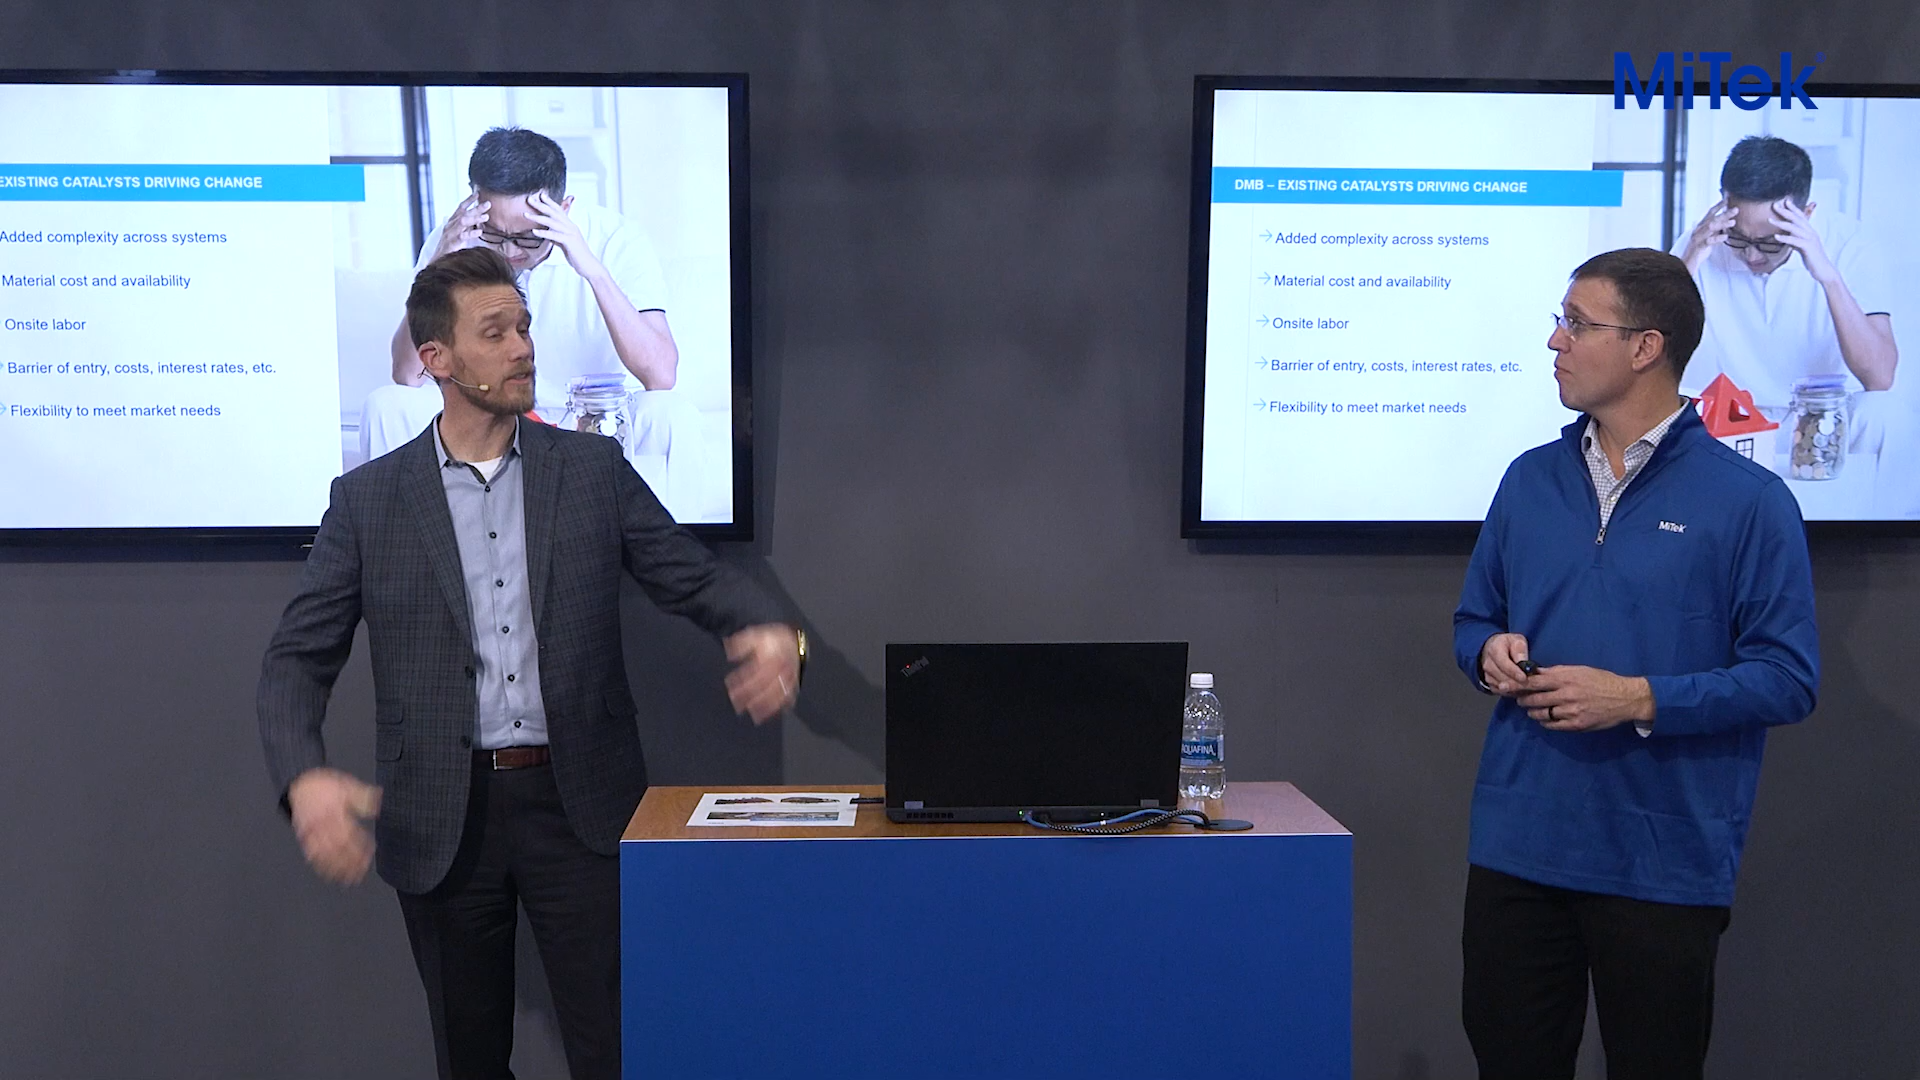 MiTek
EXISTING CATALYSTS DRIVING CHANGE
Added complexity across systems
Material cost and availability
Onsite labor
Barrier of entry, costs, interest rates, etc.
Flexibility to meet market needs
DMB – EXISTING CATALYSTS DRIVING CHANGE
Added complexity across systems
Material cost and availability
Onsite labor
Barrier of entry, costs, interest rates, etc.
Flexibility to meet market needs
MiTek
ThinkPad
AQUAFINA